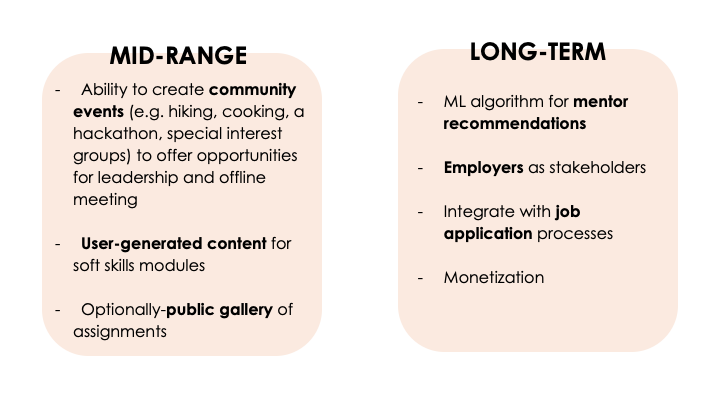 MID-RANGE
- Ability to create community
events (e.g. hiking, cooking, a
hackathon, special interest
groups) to offer opportunities
for leadership and offline
meeting
- User-generated content for
soft skills modules
- Optionally-public gallery of
assignments
LONG-TERM
- ML algorithm for mentor
recommendations
- Employers as stakeholders
- Integrate with job
application processes
- Monetization